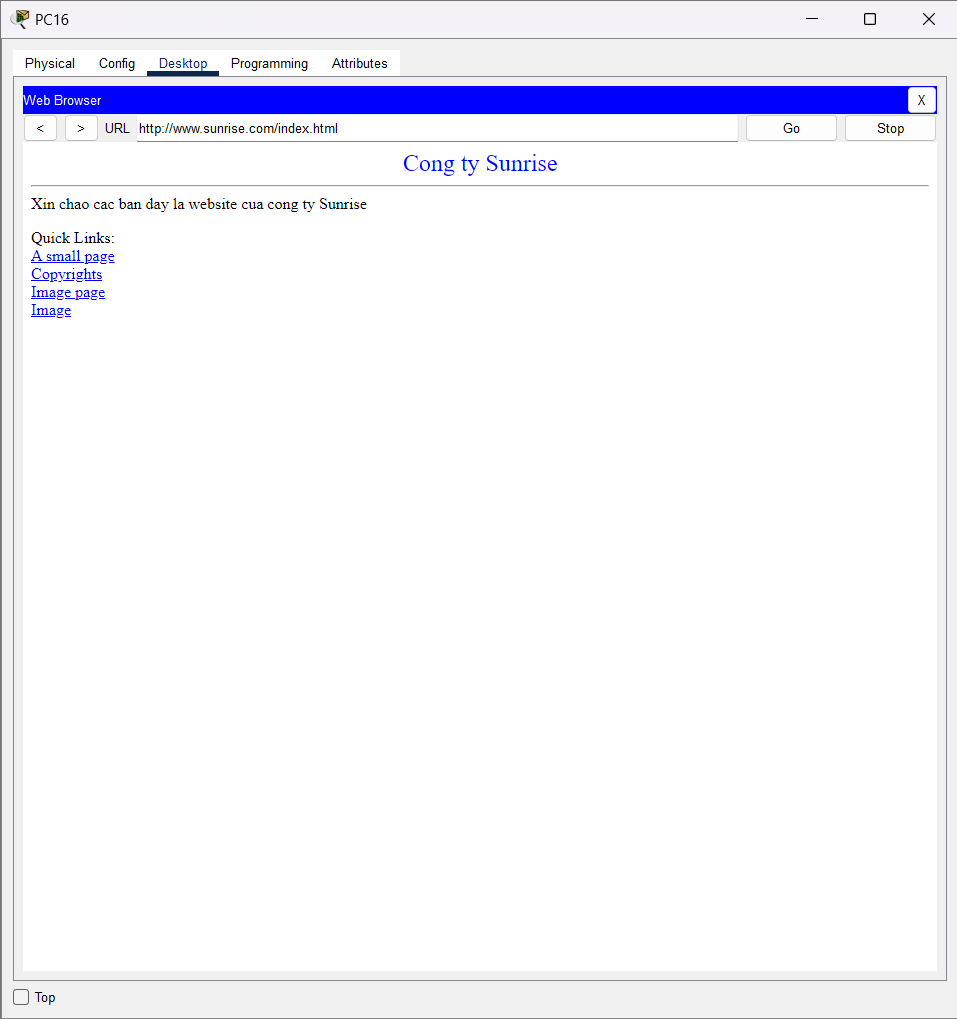 PC16
Physical Config Desktop Programming Attributes
Web Browser X
< > URL http://www.sunrise.com/index.html Go Stop
Cong ty Sunrise
Xin chao cac ban day la website cua cong ty Sunrise
Quick Links:
A small page
Copyrights
Image page
Image
Top